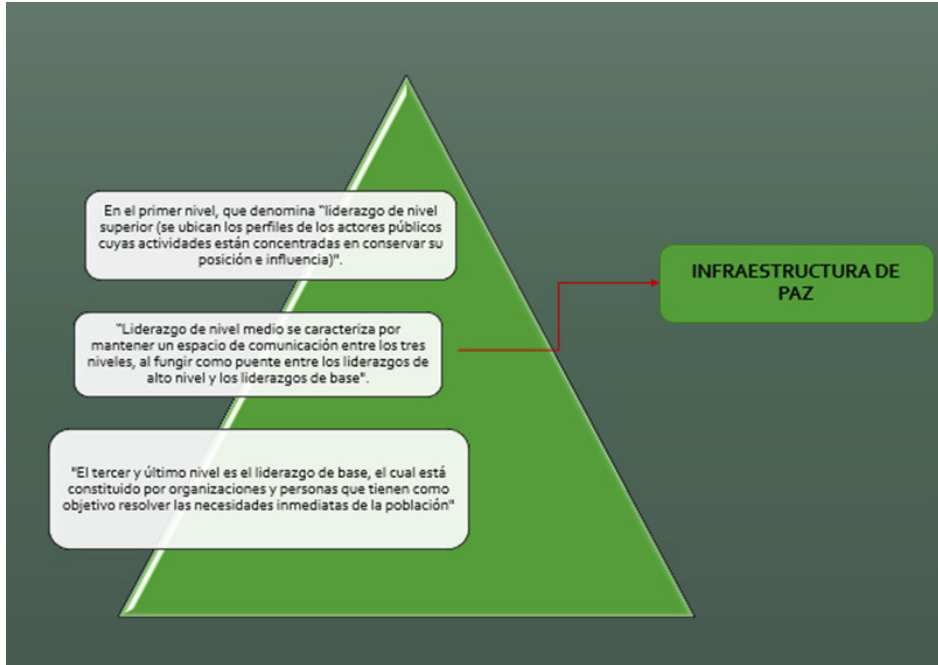 En el primer nivel, que denomina "liderazgo de nivel
superior (se ubican los perfiles de los actores públicos
cuyas actividades están concentradas en conservar su
posición e influencia)".
INFRAESTRUCTURA DE
PAZ
"Liderazgo de nivel medio se caracteriza por
mantener un espacio de comunicación entre los tres
niveles, al fungir como puente entre los liderazgos de
alto nivel y los liderazgos de base".
"El tercer y último nivel es el liderazgo de base, el cual está
constituido por organizaciones y personas que tienen como
objetivo resolver las necesidades inmediatas de la población"